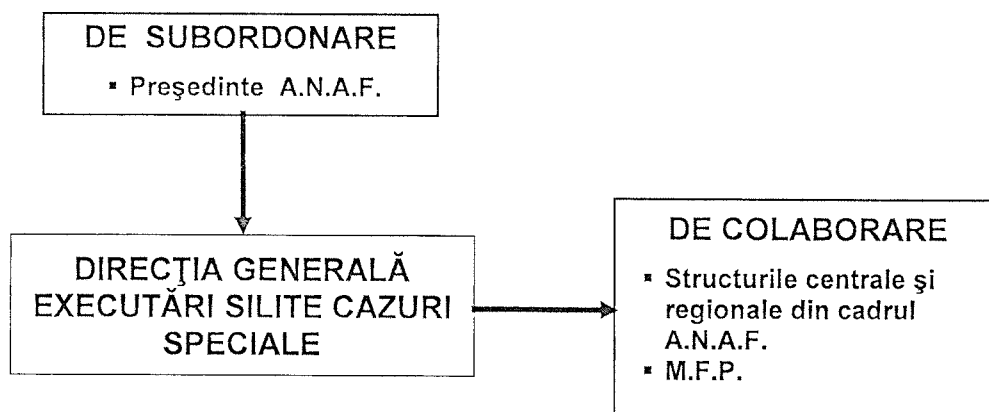 DE SUBORDONARE
▪ Preşedinte A.N.A.F.
DIRECŢIA GENERALĂ
EXECUTĂRI SILITE CAZURI
SPECIALE
DE COLABORARE
▪ Structurile centrale şi
regionale din cadrul
A.N.A.F.
▪ M.F.P.